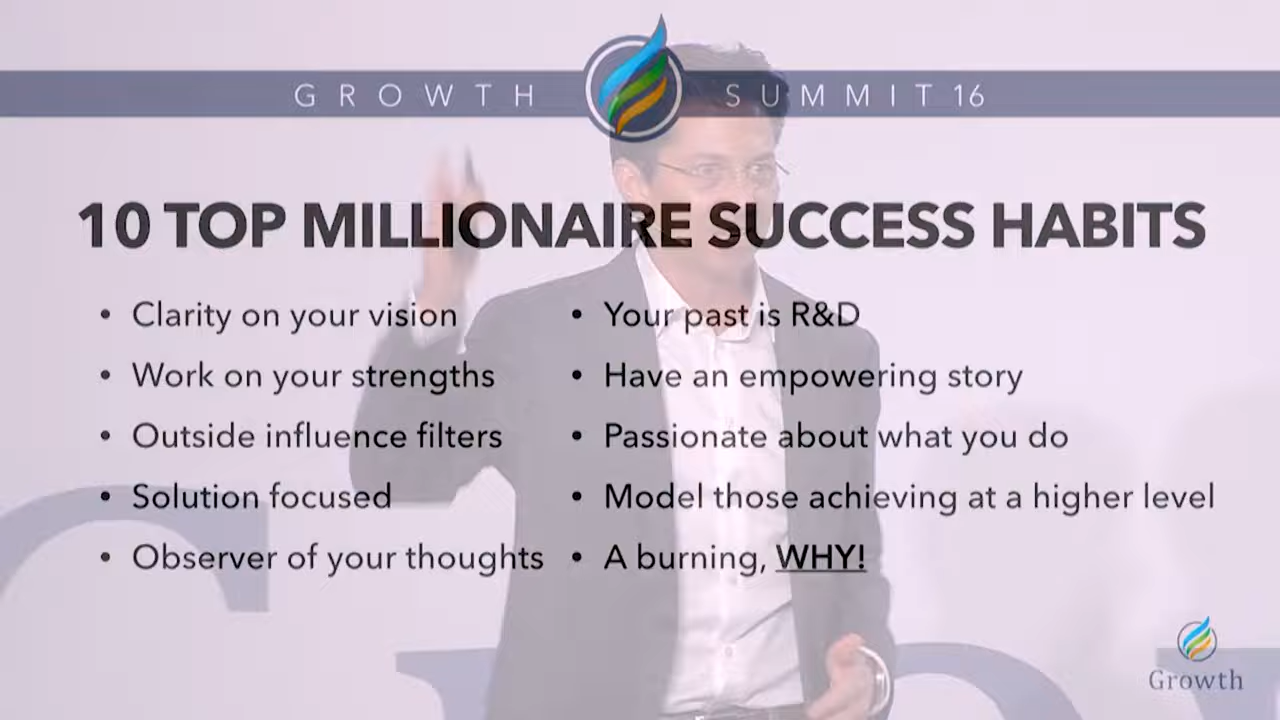 GROWTH SUMMIT 16
10 TOP MILLIONAIRE SUCCESS HABITS
• Clarity on your vision
• Work on your strengths
• Outside influence filters
• Solution focused
• Observer of your thoughts
• Your past is R&D
• Have an empowering story
• Passionate about what you do
• Model those achieving at a higher level
• A burning, WHY!
Growth